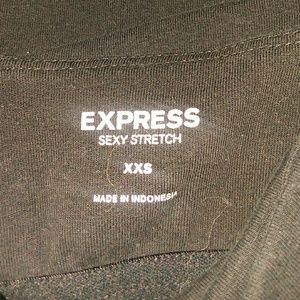 EXPRESS
SEXY STRETCH
XXS
MADE IN INDONESIA